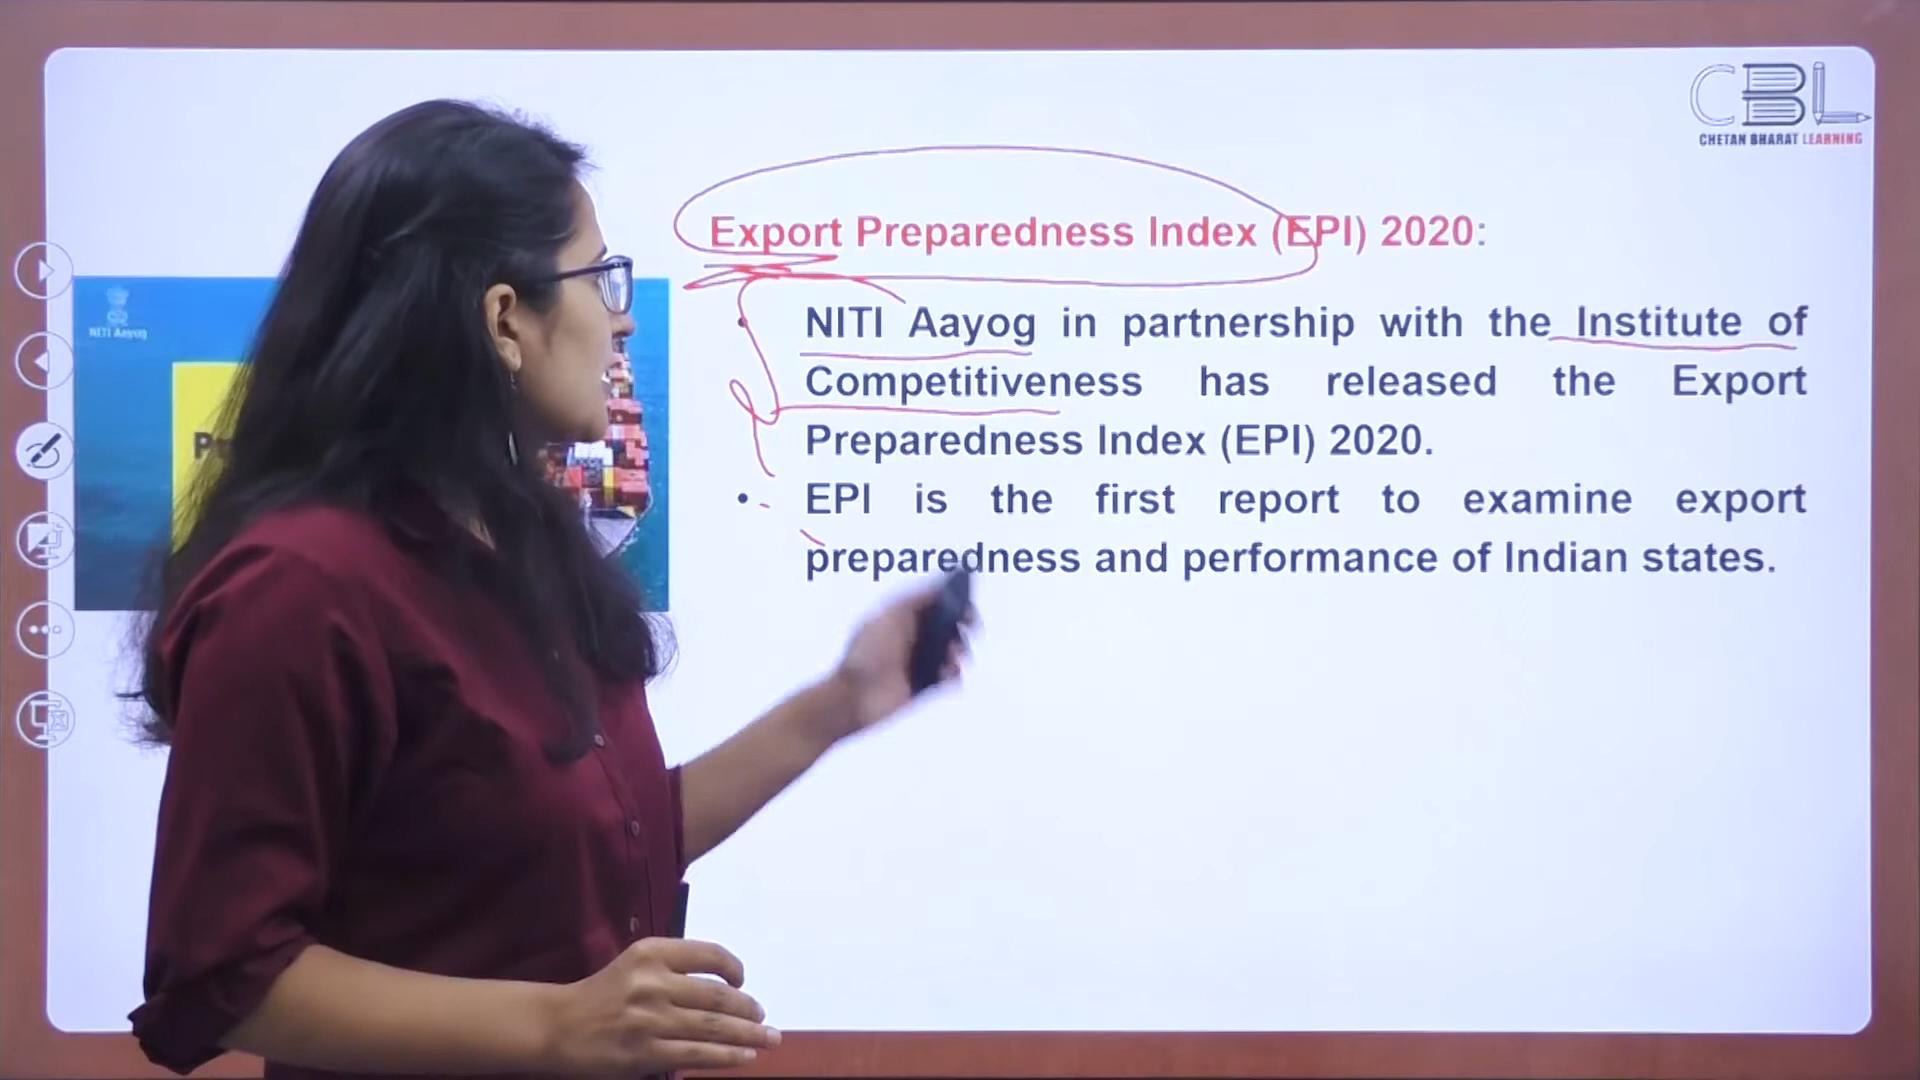 CBL
CHETAN BHARAT LEARNING
Export Preparedness Index (EPI) 2020:
NITI Aayog
• NITI Aayog in partnership with the Institute of
Competitiveness has released the Export
Preparedness Index (EPI) 2020.
• EPI is the first report to examine export
preparedness and performance of Indian states.